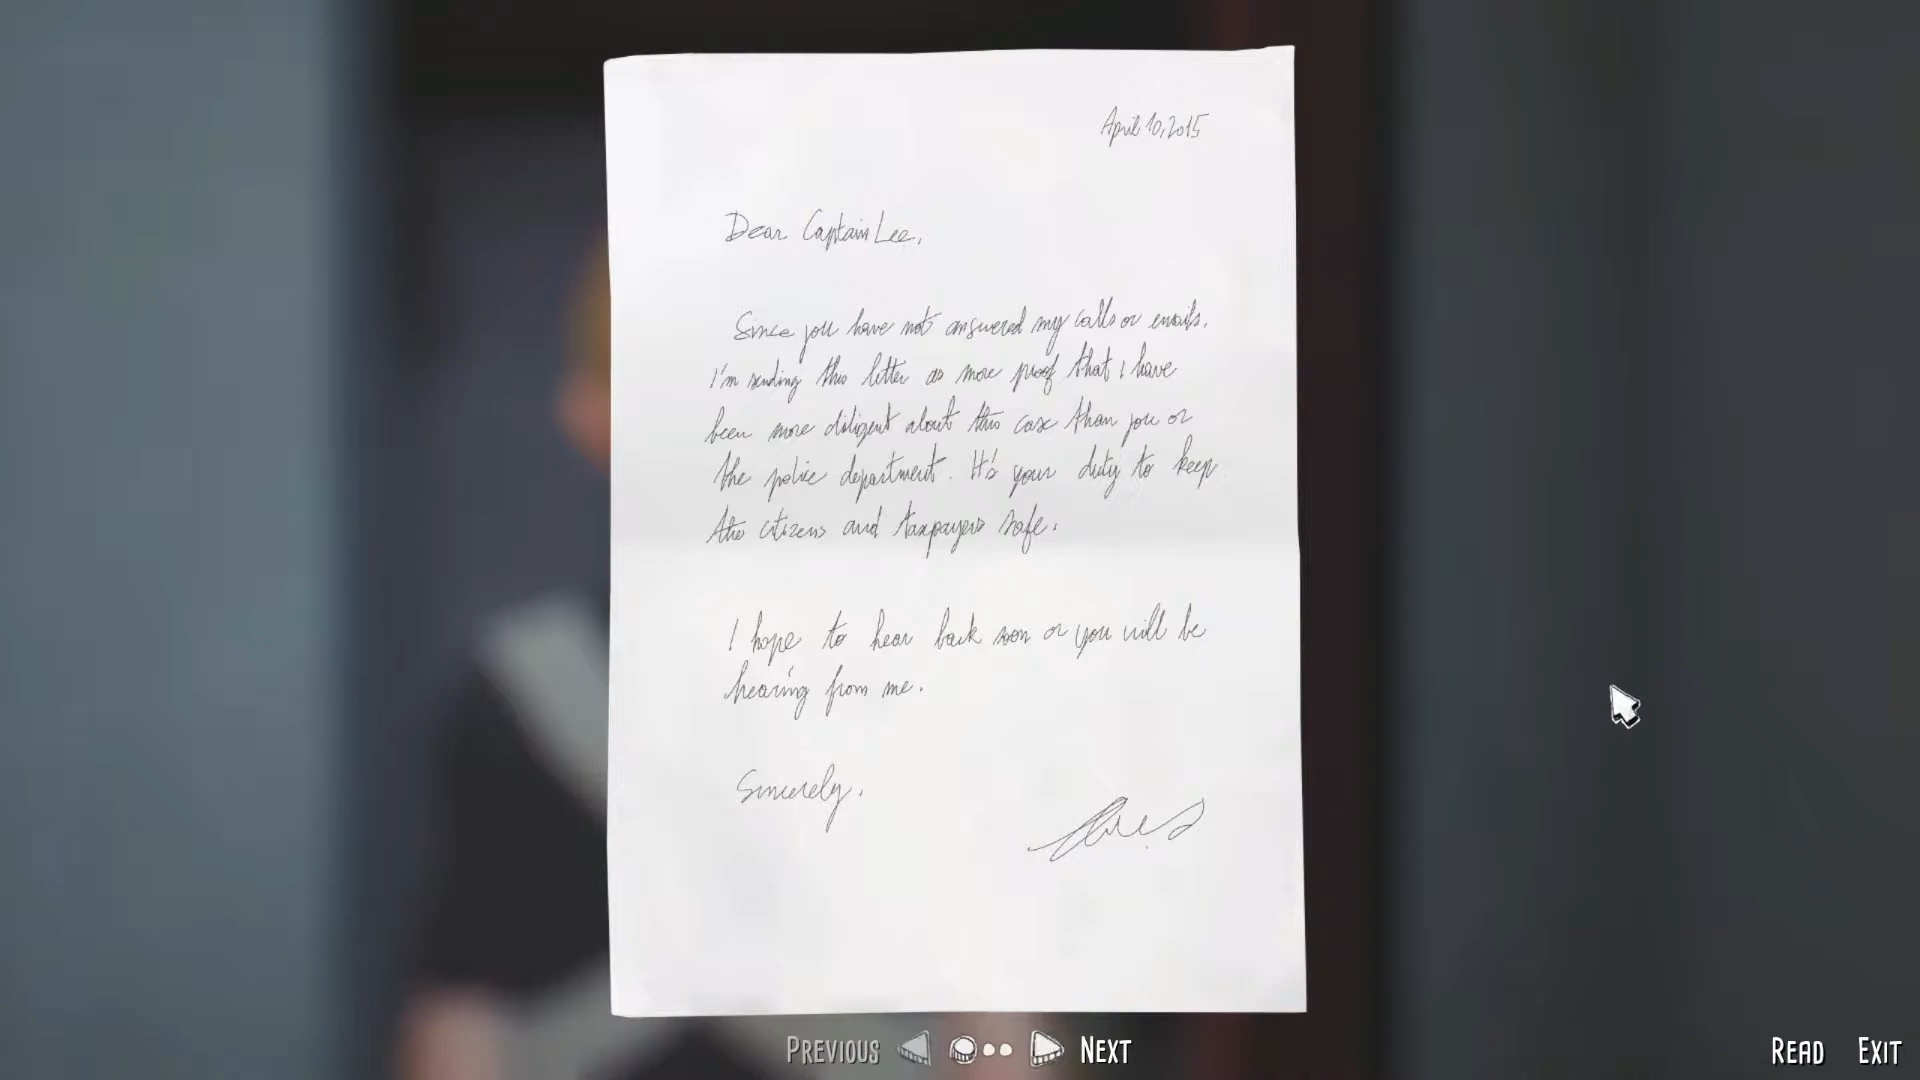 April 10, 2015
Dear Captain Lee,
Since you have not answered my calls or emails.
I'm sending this letter as more proof that I have
been more diligent about this case than you or
the police department. It's your duty to keep
the citizens and taxpayers safe.
I hope to hear back soon or you will be
hearing from me.
Sincerely.
PREVIOUS NEXT
READ EXIT